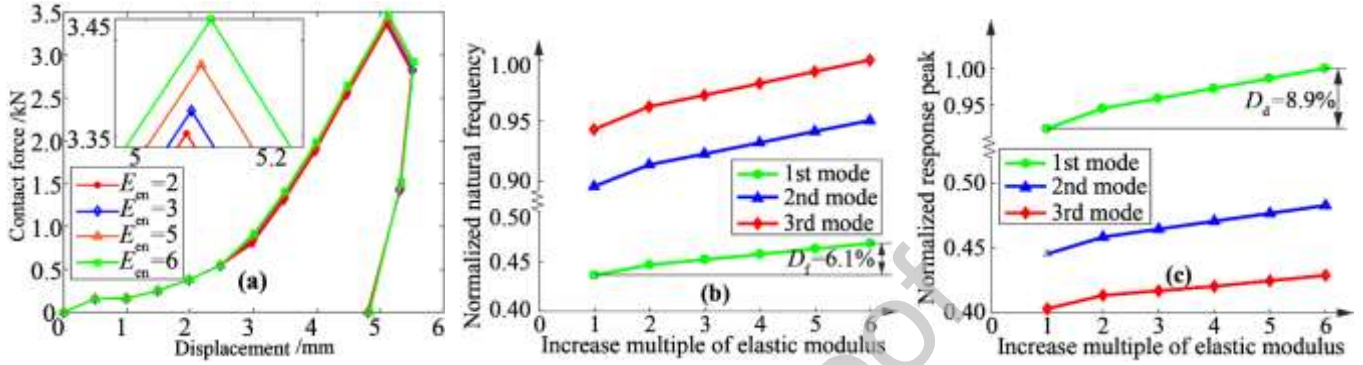 3.5
3.0
2.5
2.0
1.5
1.0
0.5
0
Contact force /kN
3.45
3.35
5
5.2
E_en=2
E_en=3
E_en=5
E_en=6
(a)
0 1 2 3 4 5 6
Displacement /mm
Normalized natural frequency
1.00
0.95
0.90
0.50
0.45
0.40
1st mode
2nd mode
3rd mode
D_f=6.1%
(b)
0 1 2 3 4 5 6
Increase multiple of elastic modulus
Normalized response peak
1.00
0.95
0.50
0.45
0.40
D_d=8.9%
1st mode
2nd mode
3rd mode
(c)
0 1 2 3 4 5 6
Increase multiple of elastic modulus